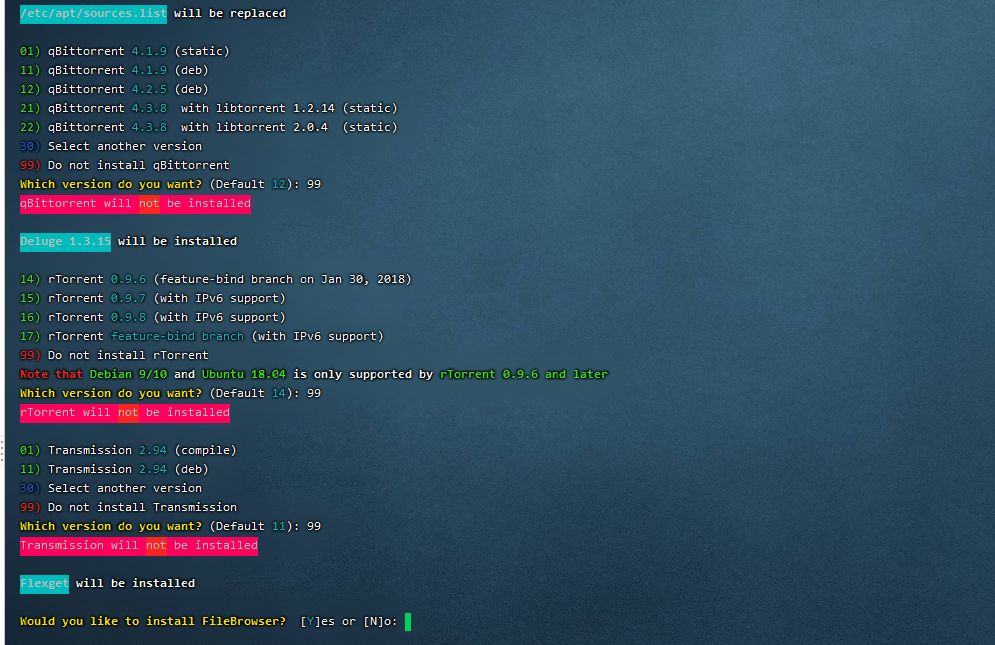 /etc/apt/sources.list will be replaced
01) qBittorrent 4.1.9 (static)
11) qBittorrent 4.1.9 (deb)
12) qBittorrent 4.2.5 (deb)
21) qBittorrent 4.3.8  with libtorrent 1.2.14 (static)
22) qBittorrent 4.3.8  with libtorrent 2.0.4  (static)
30) Select another version
99) Do not install qBittorrent
Which version do you want? (Default 12): 99
qBittorrent will not be installed
Deluge 1.3.15 will be installed
14) rTorrent 0.9.6 (feature-bind branch on Jan 30, 2018)
15) rTorrent 0.9.7 (with IPv6 support)
16) rTorrent 0.9.8 (with IPv6 support)
17) rTorrent feature-bind branch (with IPv6 support)
99) Do not install rTorrent
Note that Debian 9/10 and Ubuntu 18.04 is only supported by rTorrent 0.9.6 and later
Which version do you want? (Default 14): 99
rTorrent will not be installed
01) Transmission 2.94 (compile)
11) Transmission 2.94 (deb)
30) Select another version
99) Do not install Transmission
Which version do you want? (Default 11): 99
Transmission will not be installed
Flexget will be installed
Would you like to install FileBrowser?  [Y]es or [N]o: